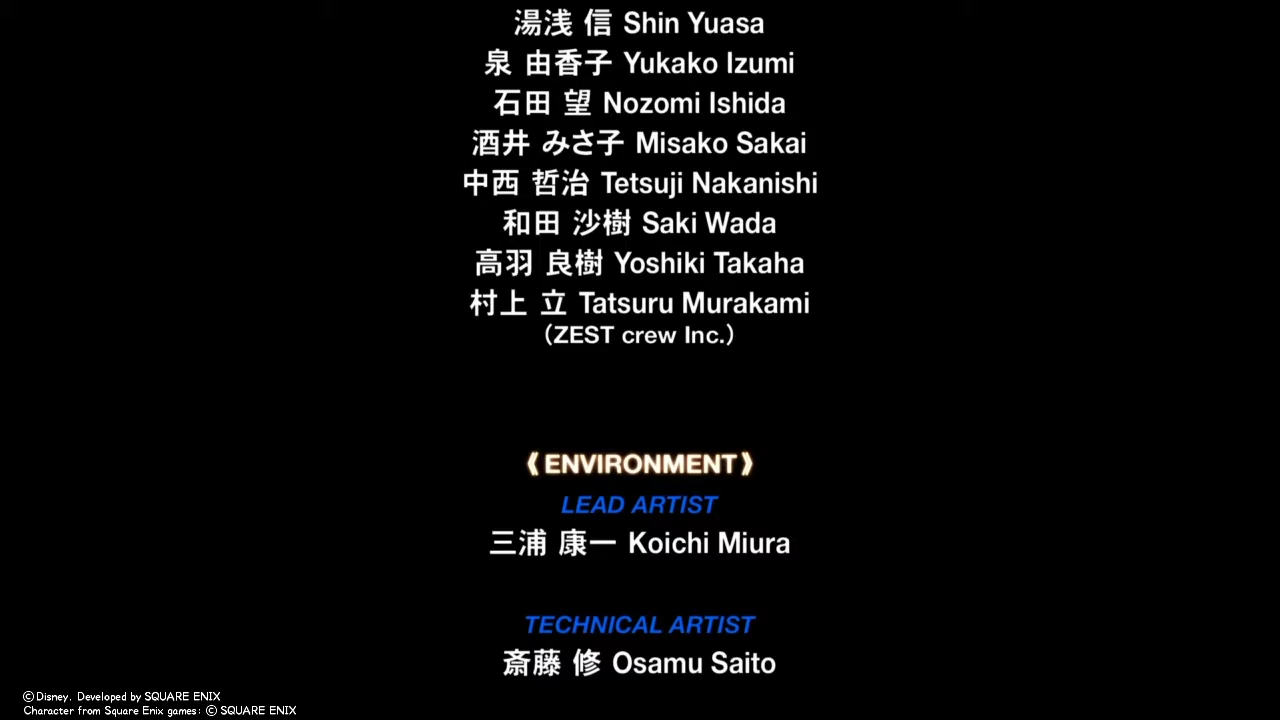 湯浅 信 Shin Yuasa
泉 由香子 Yukako Izumi
石田 望 Nozomi Ishida
酒井 みさ子 Misako Sakai
中西 哲治 Tetsuji Nakanishi
和田 沙樹 Saki Wada
高羽 良樹 Yoshiki Takaha
村上 立 Tatsuru Murakami
（ZEST crew Inc.）
《ENVIRONMENT》
LEAD ARTIST
三浦 康一 Koichi Miura
TECHNICAL ARTIST
斎藤 修 Osamu Saito
©Disney. Developed by SQUARE ENIX
Character from Square Enix games: © SQUARE ENIX